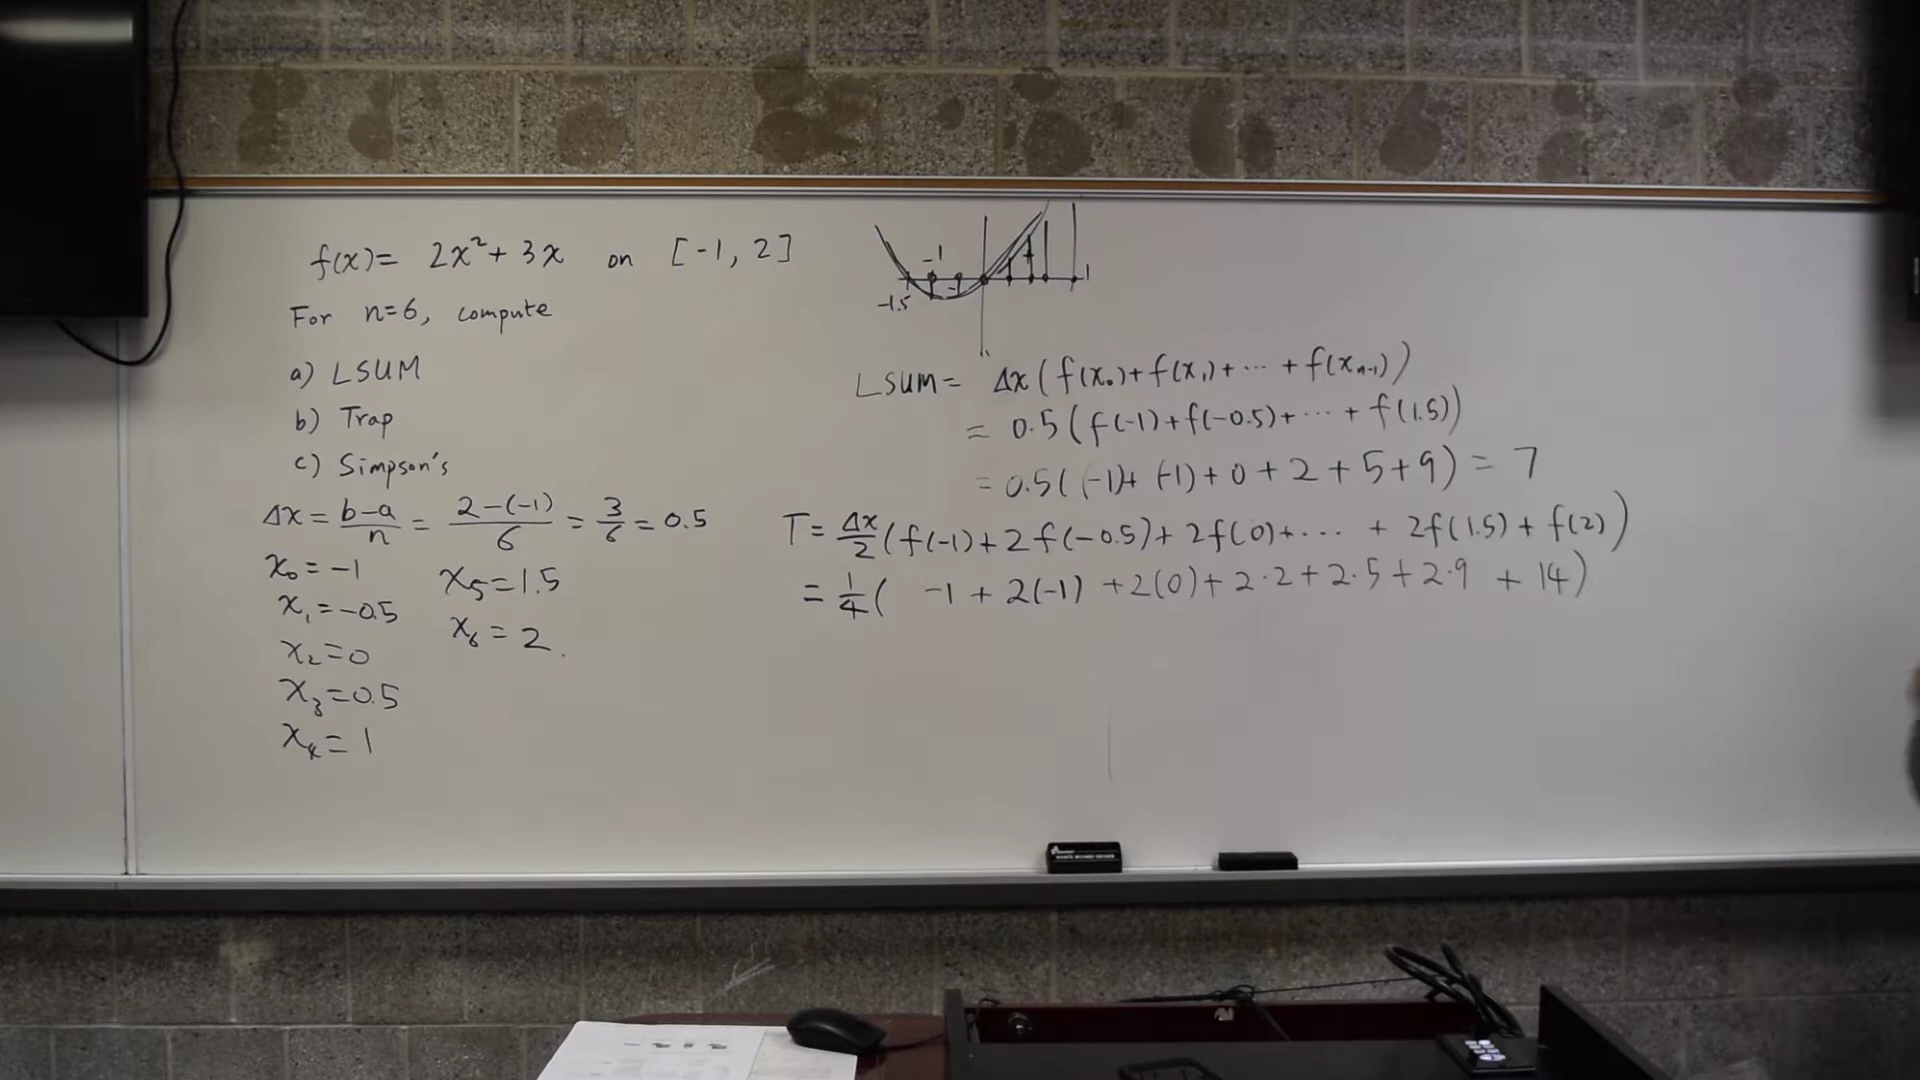 f(x)= 2x²+ 3x on [-1, 2]
For n=6, compute
a) LSUM
b) Trap
c) Simpson's
Δx = b-a/n = 2-(-1)/6 = 3/6 = 0.5
x₀ = -1
x₁ = -0.5
x₂ = 0
x₃ = 0.5
x₄ = 1
x₅ = 1.5
x₆ = 2
-1
-1
-1.5
1
LSUM = Δx ( f(x₀) + f(x₁) + ··· + f(xₙ₋₁) )
= 0.5 ( f(-1) + f(-0.5) + ··· + f(1.5) )
= 0.5 ( (-1) + (-1) + 0 + 2 + 5 + 9 ) = 7
T = Δx/2 ( f(-1) + 2f(-0.5) + 2f(0) + ··· + 2f(1.5) + f(2) )
= 1/4 ( -1 + 2(-1) + 2(0) + 2·2 + 2·5 + 2·9 + 14 )